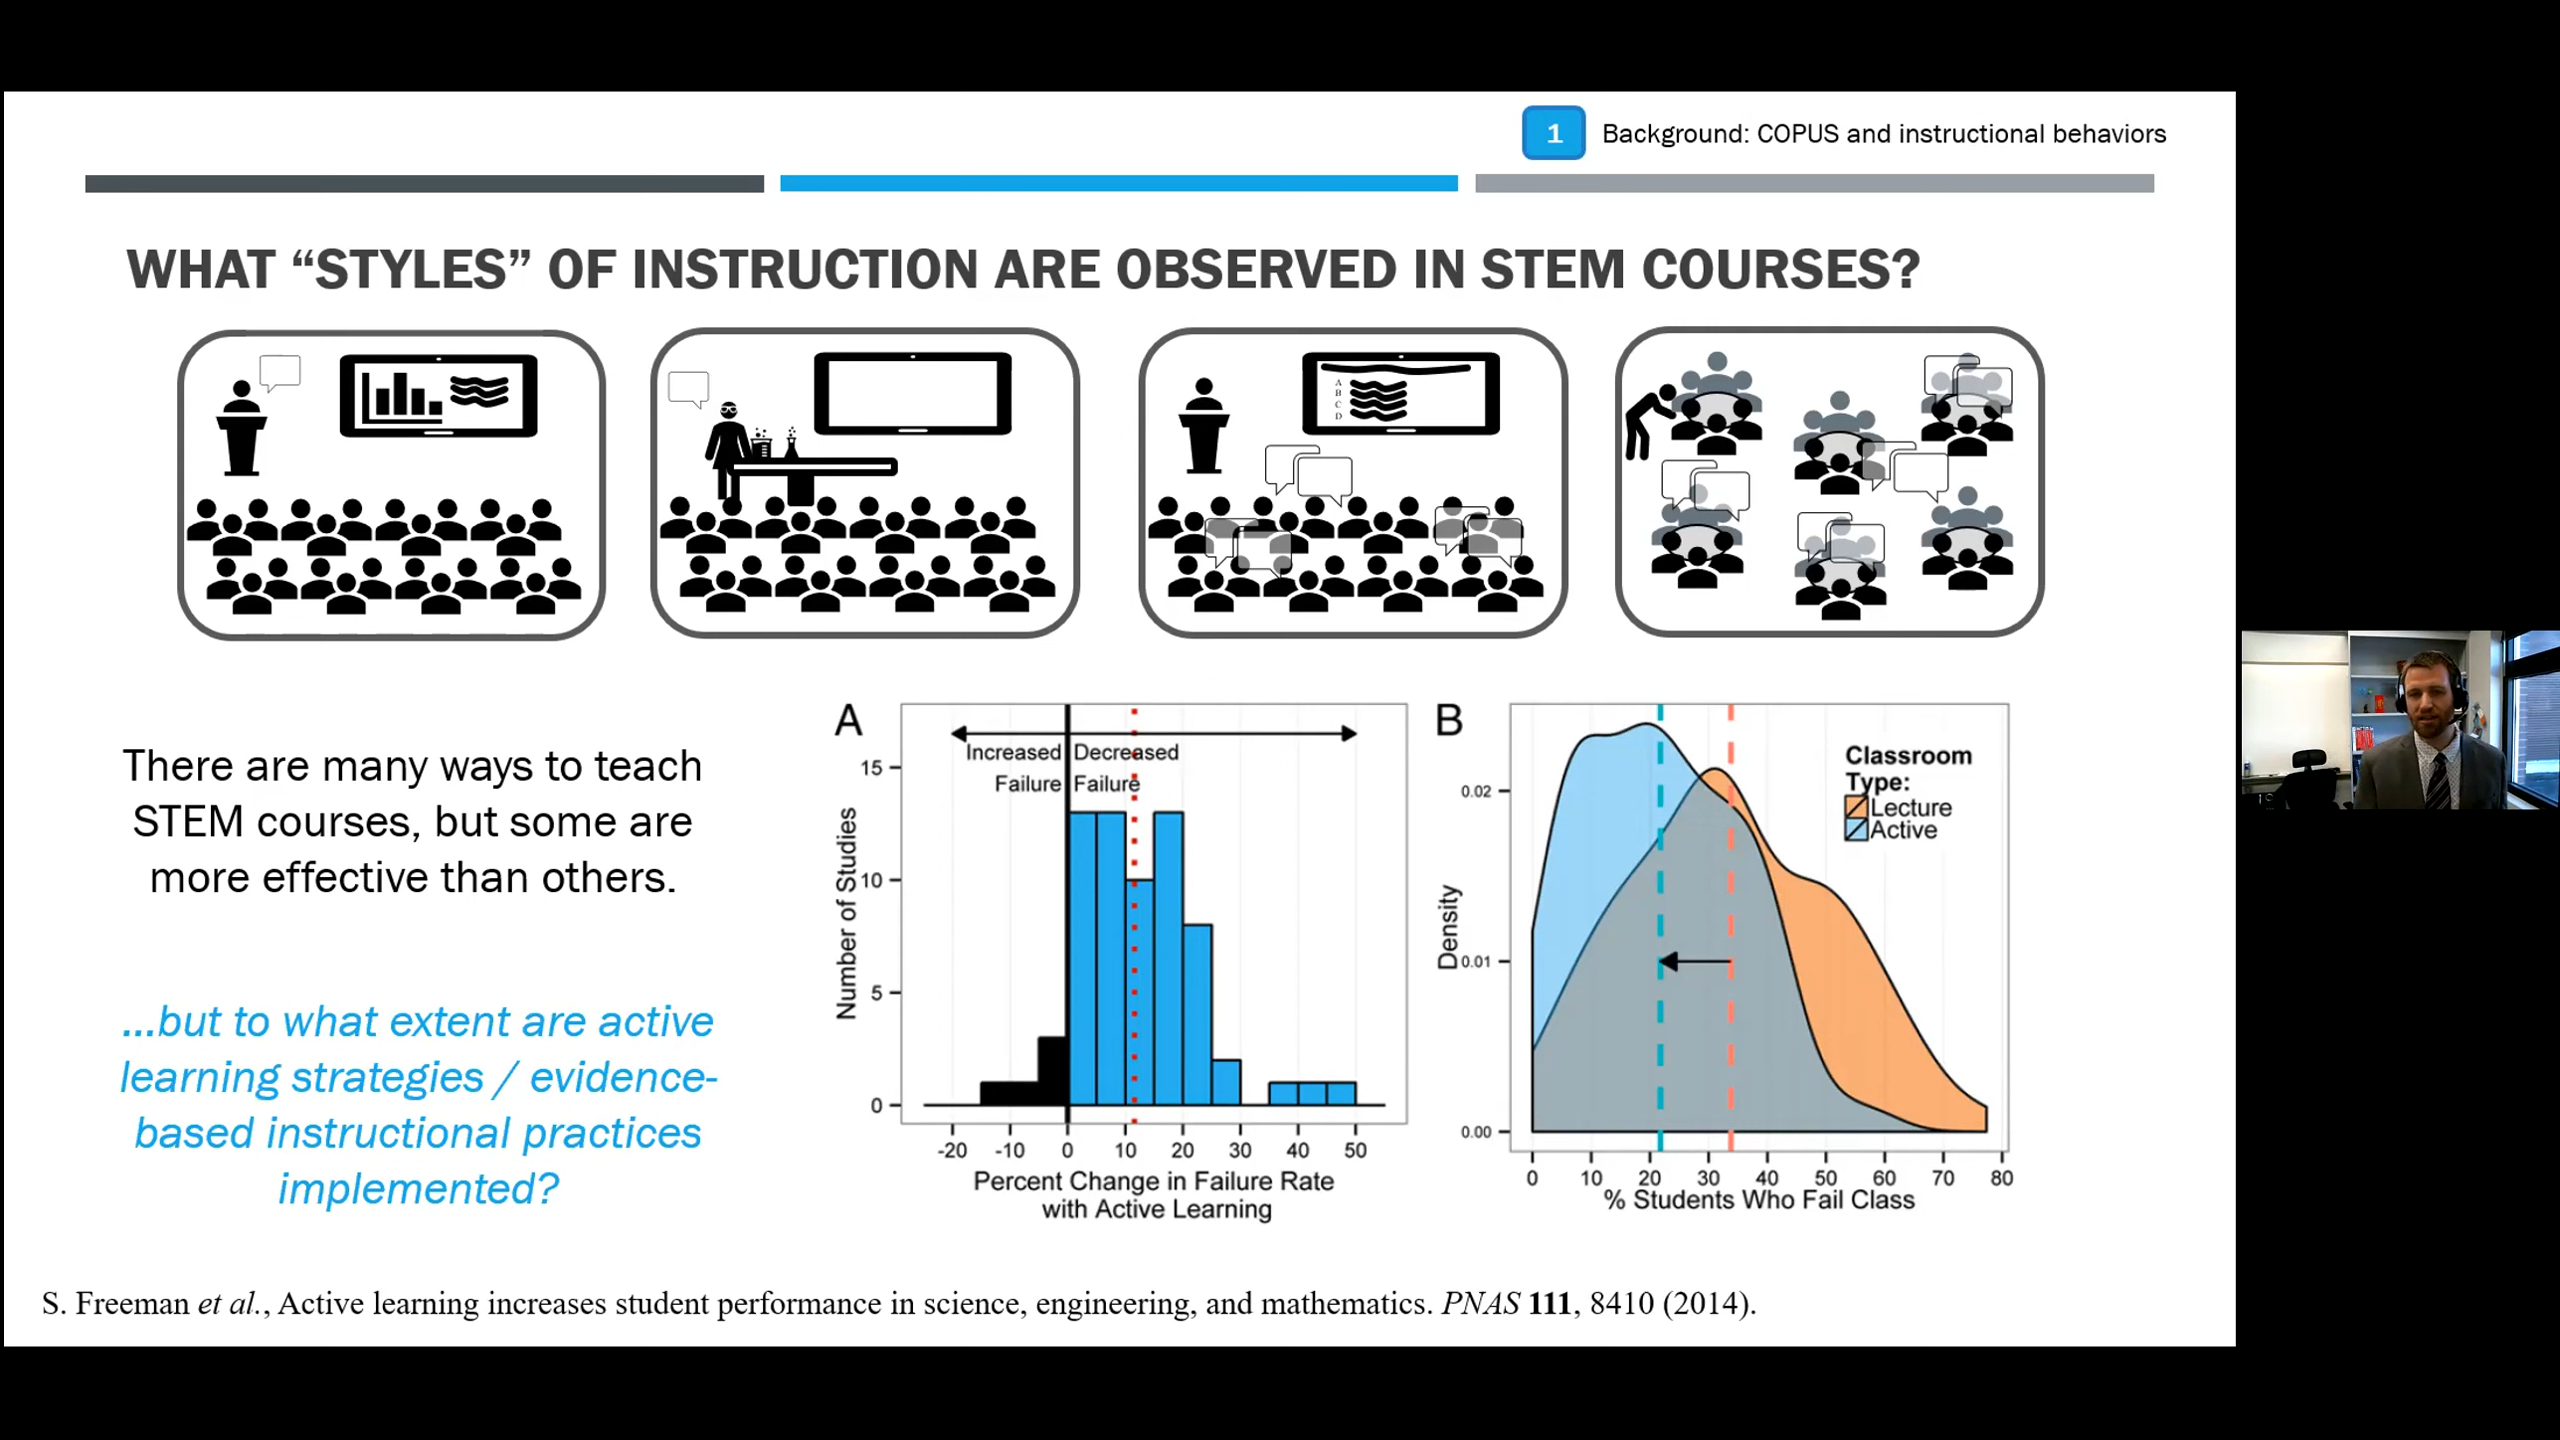 1 Background: COPUS and instructional behaviors
WHAT “STYLES” OF INSTRUCTION ARE OBSERVED IN STEM COURSES?
A
B
C
D
There are many ways to teach
STEM courses, but some are
more effective than others.
...but to what extent are active
learning strategies / evidence-
based instructional practices
implemented?
A
Increased Decreased
Failure Failure
15
10
5
0
Number of Studies
-20 -10 0 10 20 30 40 50
Percent Change in Failure Rate
with Active Learning
B
Classroom
Type:
Lecture
Active
0.02
0.01
0.00
Density
0 10 20 30 40 50 60 70 80
% Students Who Fail Class
S. Freeman et al., Active learning increases student performance in science, engineering, and mathematics. PNAS 111, 8410 (2014).